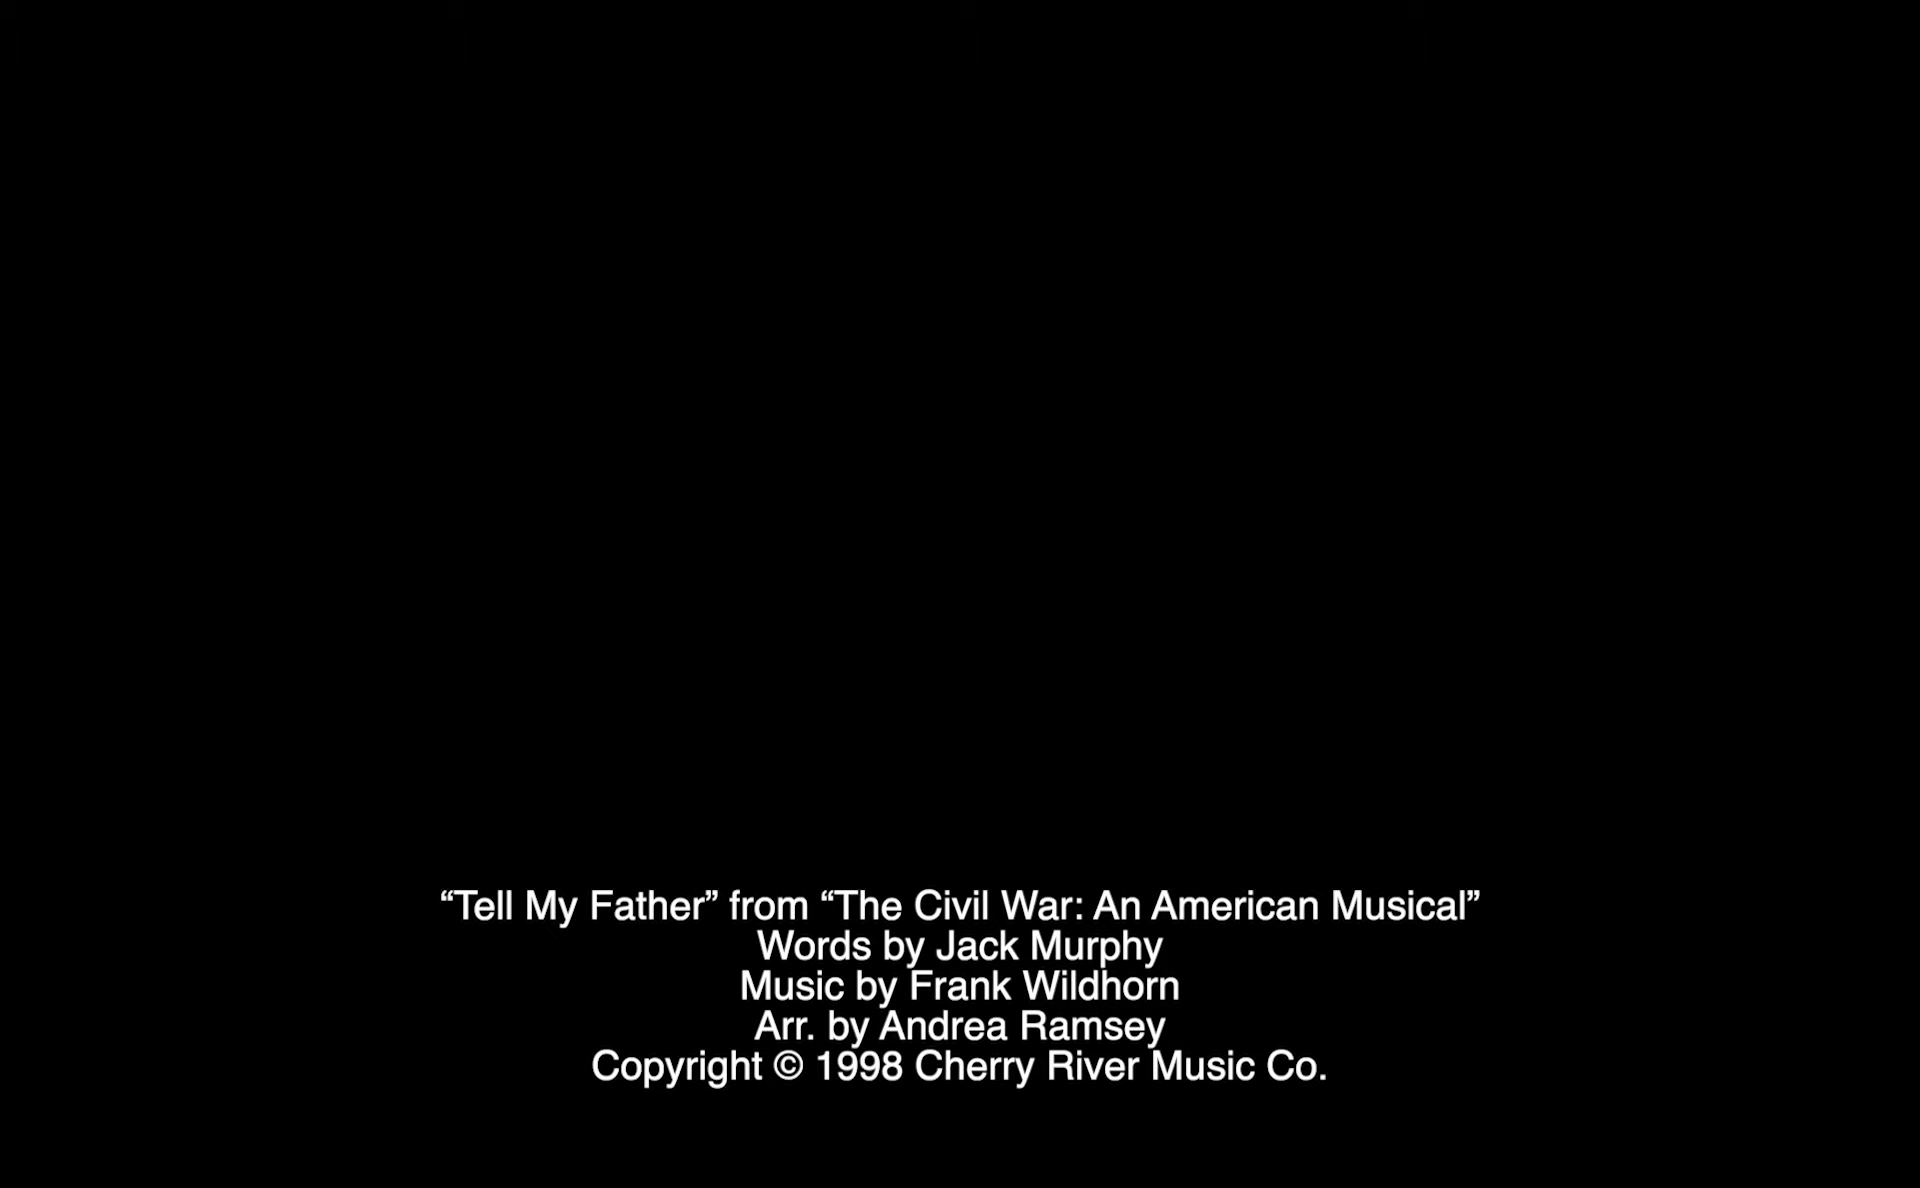 “Tell My Father” from “The Civil War: An American Musical”
Words by Jack Murphy
Music by Frank Wildhorn
Arr. by Andrea Ramsey
Copyright © 1998 Cherry River Music Co.